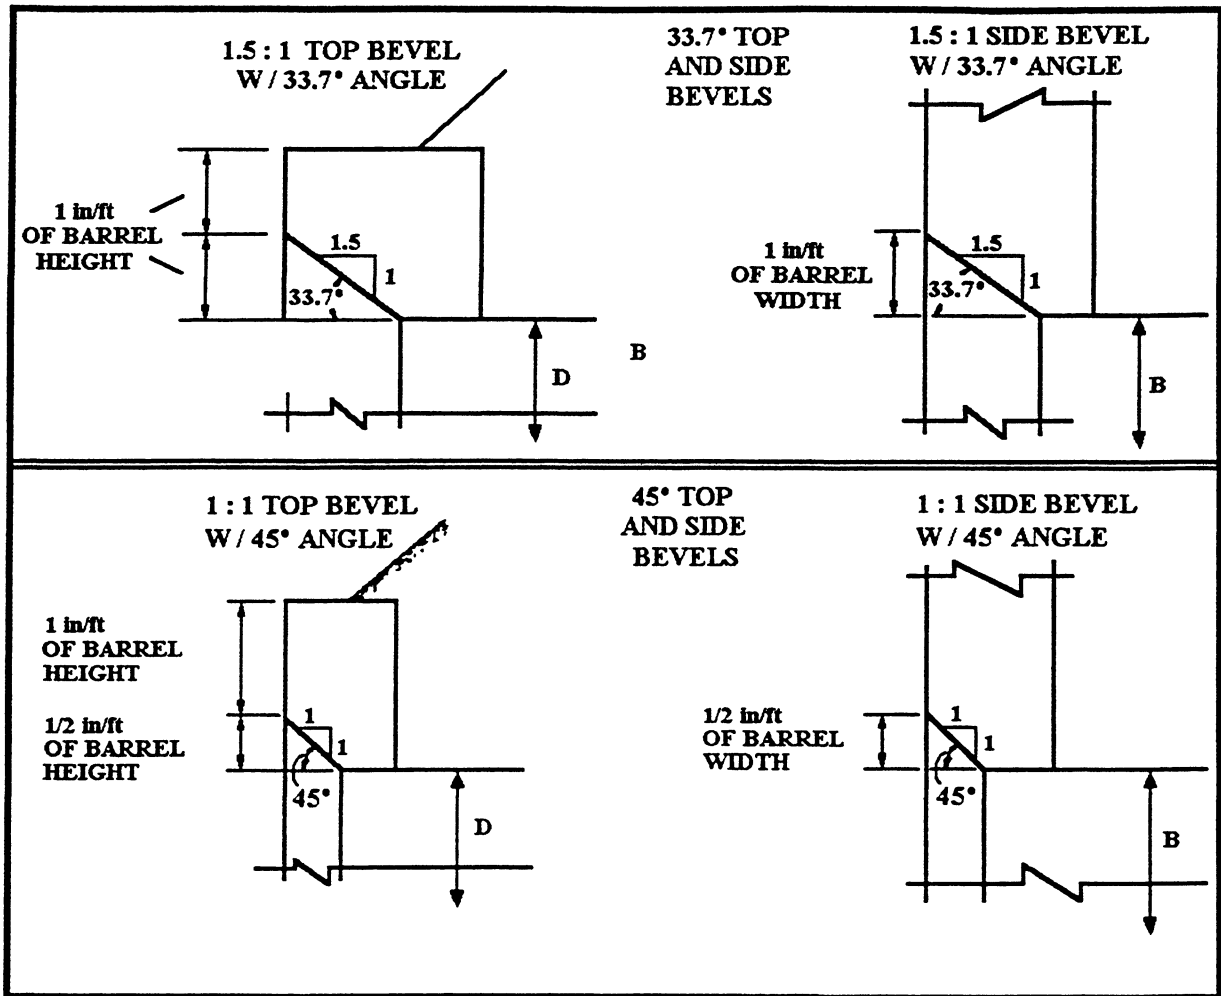 1.5 : 1 TOP BEVEL
W / 33.7° ANGLE
33.7° TOP
AND SIDE
BEVELS
1.5 : 1 SIDE BEVEL
W / 33.7° ANGLE
1 in/ft
OF BARREL
HEIGHT
1.5
1
33.7°
D
B
1 in/ft
OF BARREL
WIDTH
1.5
1
33.7°
B
1 : 1 TOP BEVEL
W / 45° ANGLE
45° TOP
AND SIDE
BEVELS
1 : 1 SIDE BEVEL
W / 45° ANGLE
1 in/ft
OF BARREL
HEIGHT
1/2 in/ft
OF BARREL
HEIGHT
1
1
45°
D
1/2 in/ft
OF BARREL
WIDTH
1
1
45°
B